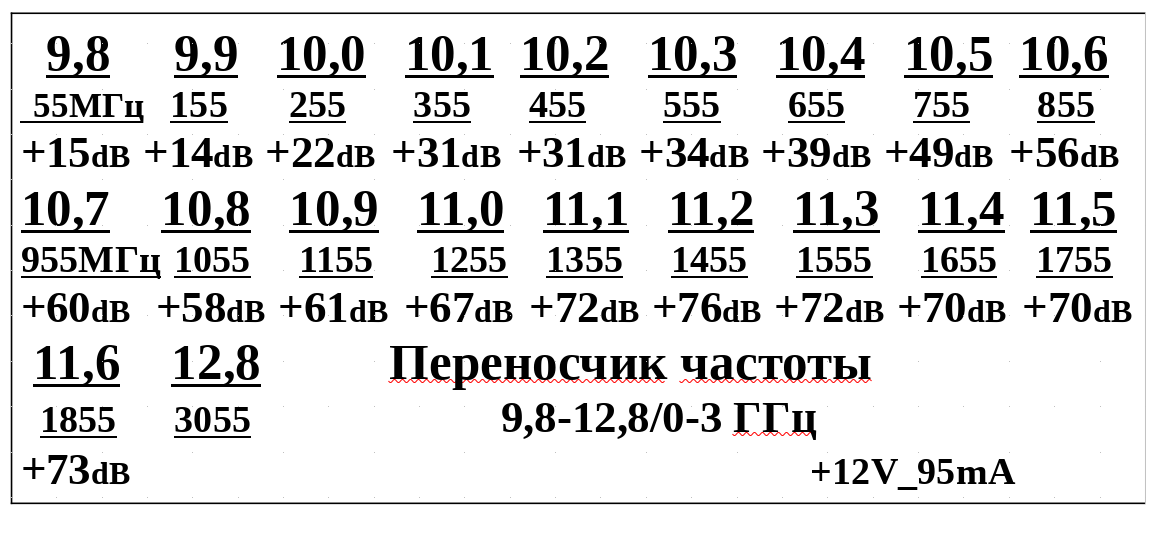 9,8 9,9 10,0 10,1 10,2 10,3 10,4 10,5 10,6
55МГц 155 255 355 455 555 655 755 855
+15dB +14dB +22dB +31dB +31dB +34dB +39dB +49dB +56dB
10,7 10,8 10,9 11,0 11,1 11,2 11,3 11,4 11,5
955МГц 1055 1155 1255 1355 1455 1555 1655 1755
+60dB +58dB +61dB +67dB +72dB +76dB +72dB +70dB +70dB
11,6 12,8 Переносчик частоты
1855 3055 9,8-12,8/0-3 ГГц
+73dB +12V_95mA